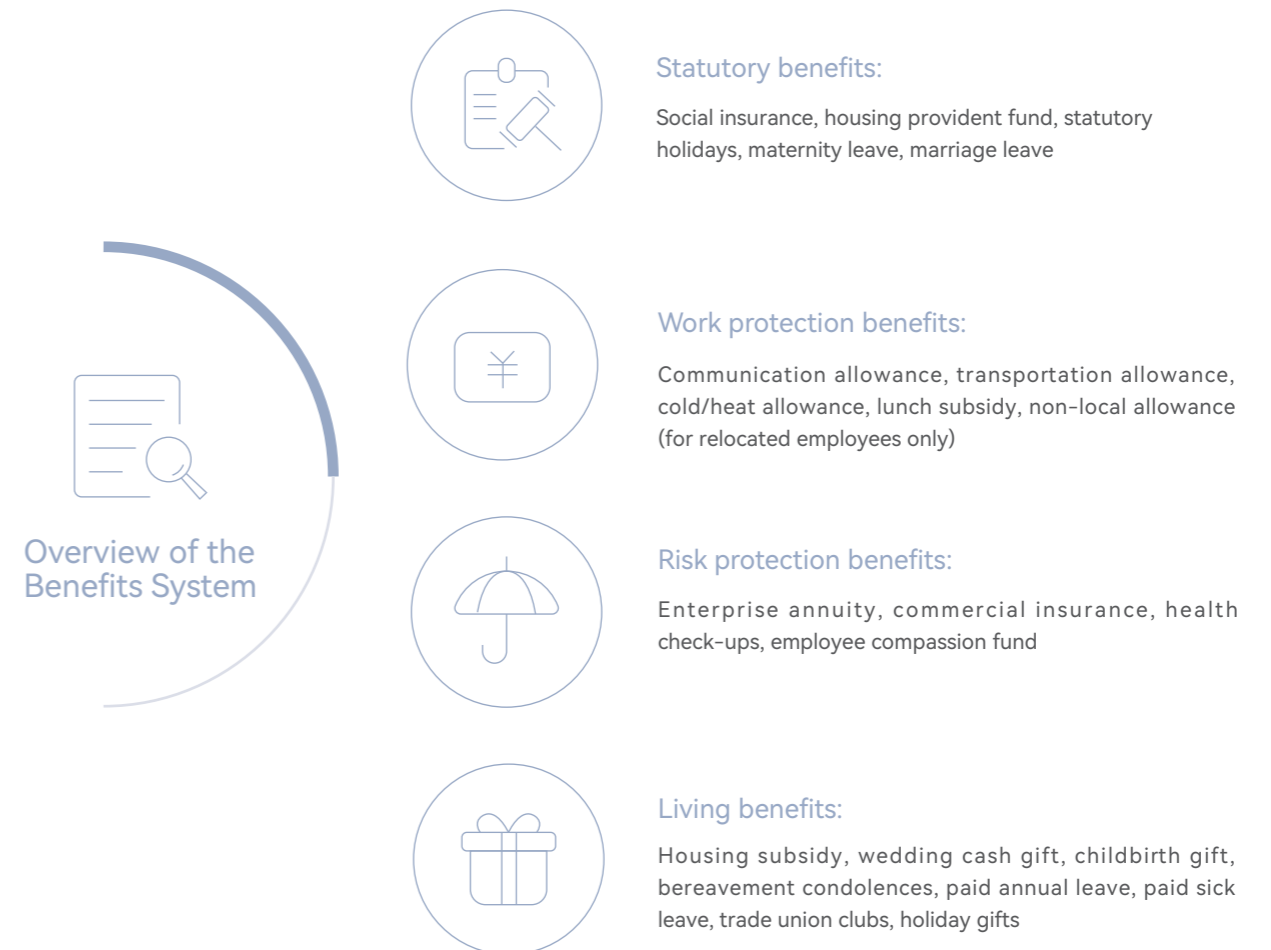 Overview of the
Benefits System
Statutory benefits:
Social insurance, housing provident fund, statutory
holidays, maternity leave, marriage leave
Work protection benefits:
Communication allowance, transportation allowance,
cold/heat allowance, lunch subsidy, non-local allowance
(for relocated employees only)
Risk protection benefits:
Enterprise annuity, commercial insurance, health
check-ups, employee compassion fund
Living benefits:
Housing subsidy, wedding cash gift, childbirth gift,
bereavement condolences, paid annual leave, paid sick
leave, trade union clubs, holiday gifts